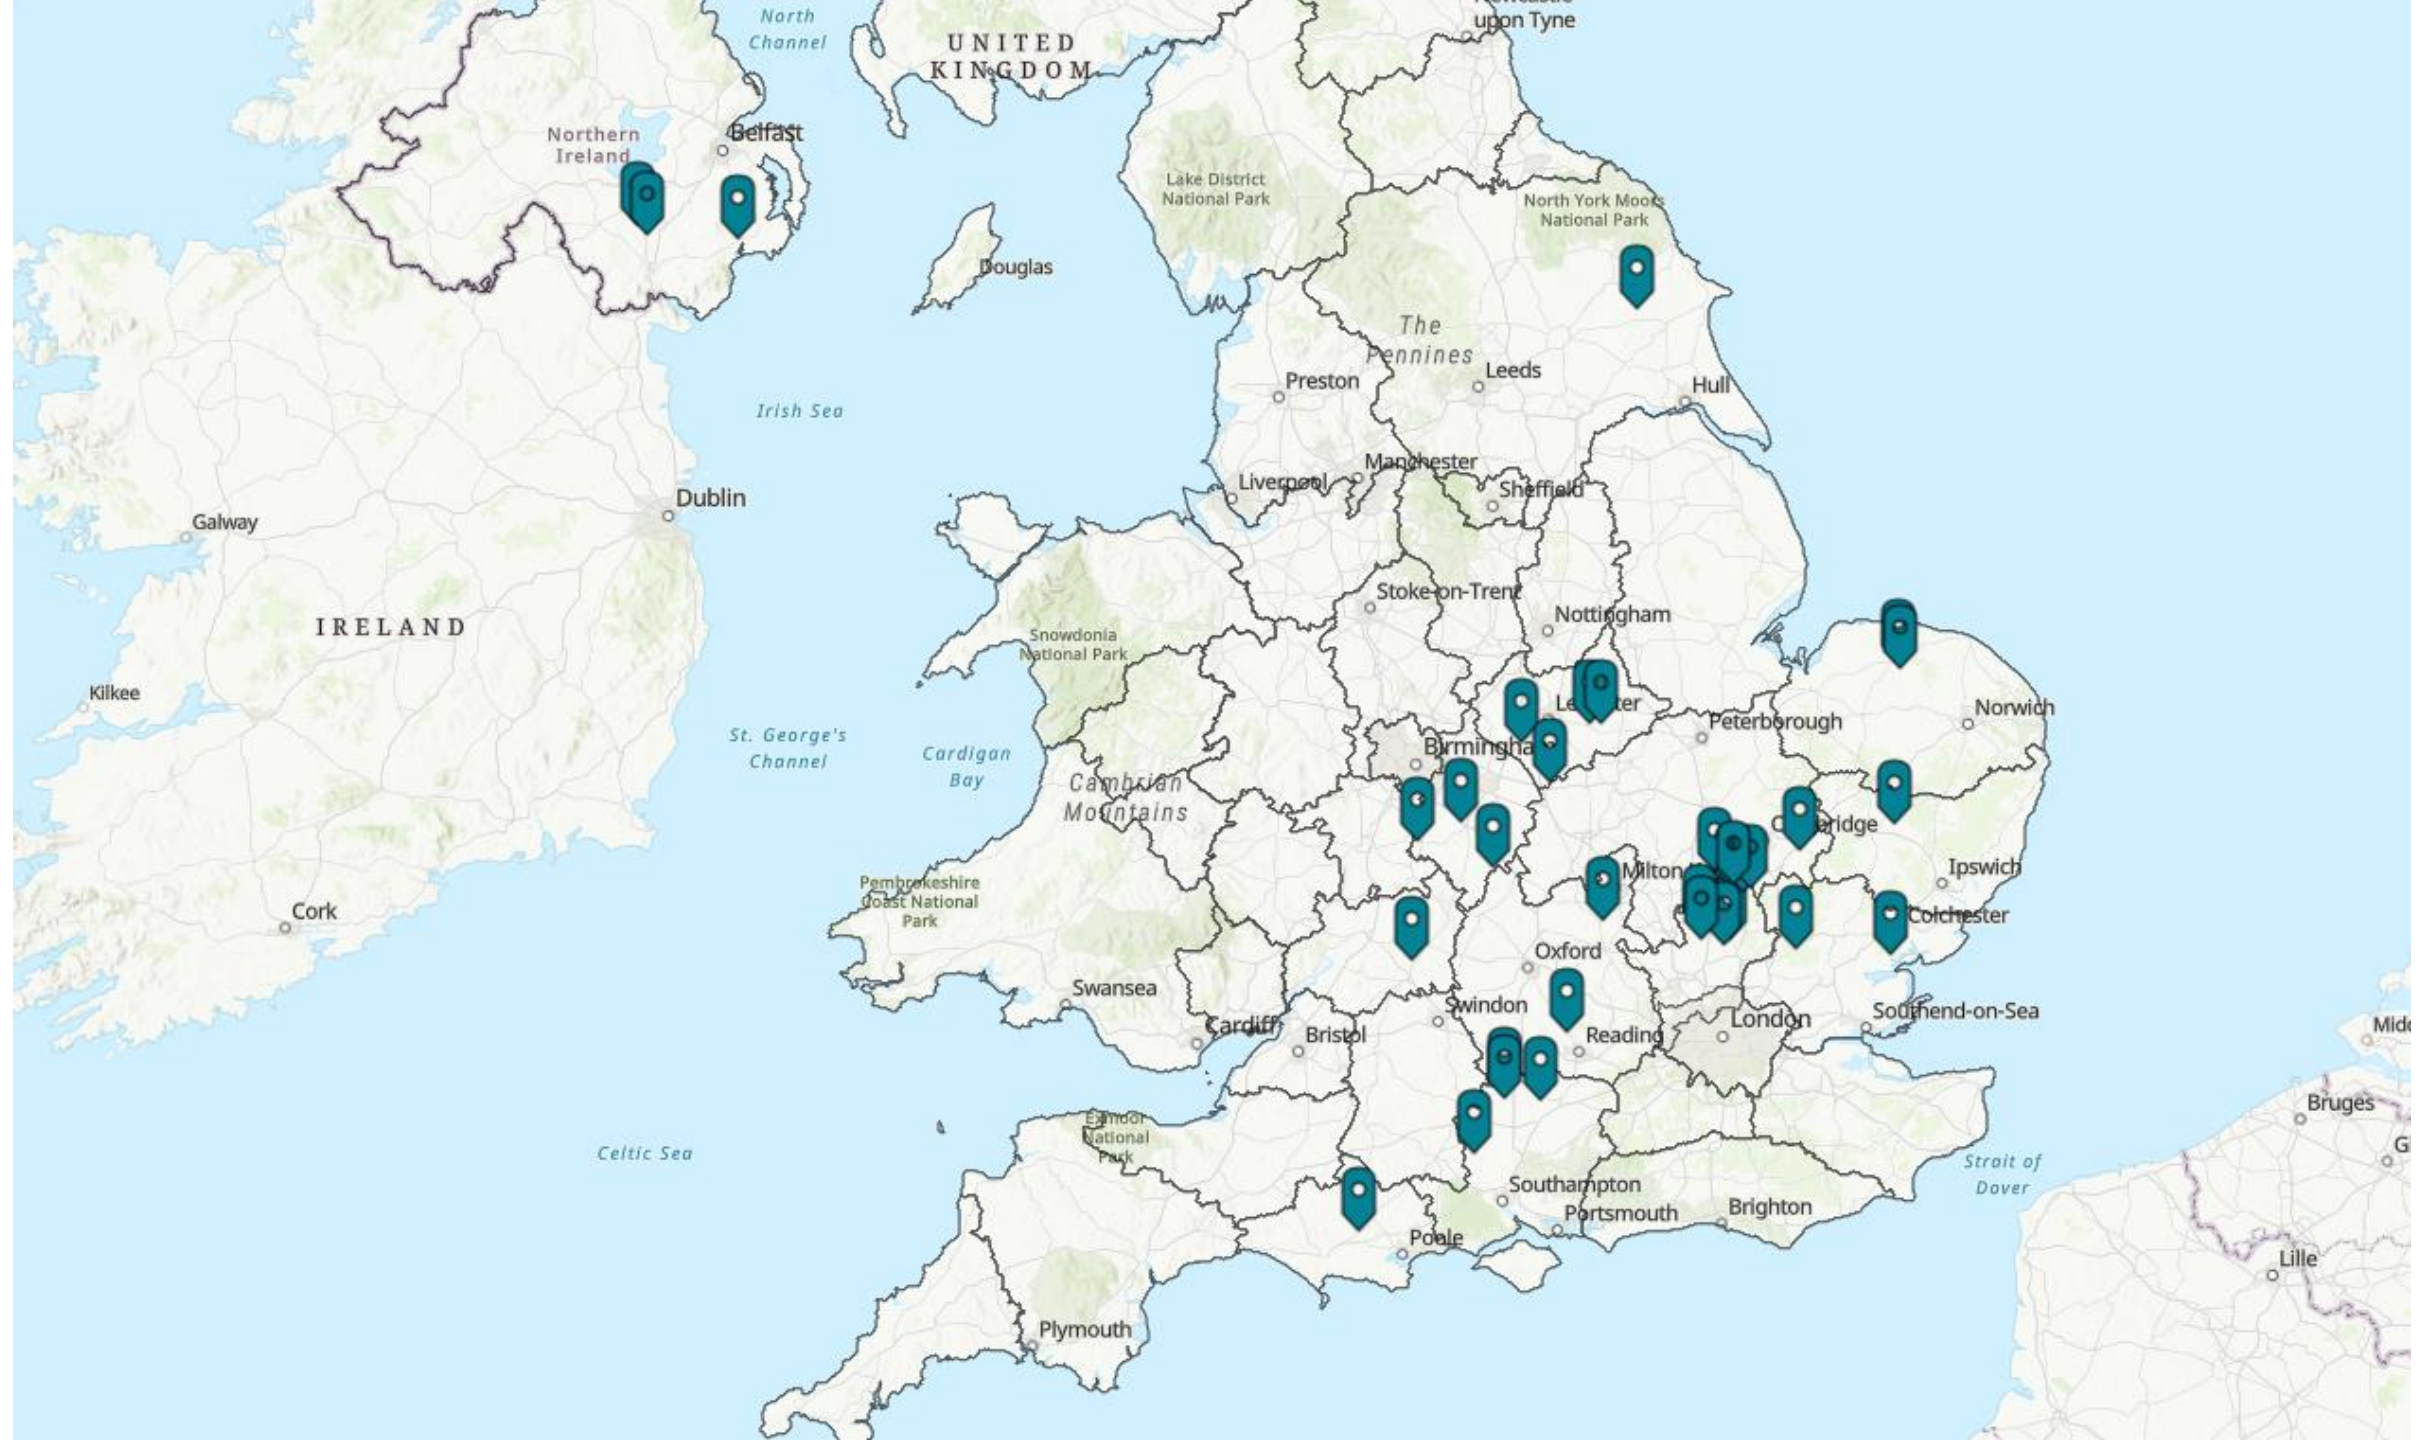 North
Channel
UNITED
KINGDOM
upon Tyne
Belfast
Northern
Ireland
Lake District
National Park
North York Moors
National Park
Douglas
The
Pennines
Leeds
Preston
Hull
Irish Sea
Manchester
Liverpool
Sheffield
Dublin
Galway
Stoke-on-Trent
Nottingham
IRELAND
Snowdonia
National Park
Kilkee
Norwich
Peterborough
St. George's
Channel
Cardigan
Bay
Cambrian
Mountains
Milton
Ipswich
Pembrokeshire
Coast National
Park
Cork
Colchester
Oxford
Swansea
Swindon
Southend-on-Sea
London
Cardiff
Bristol
Reading
Bruges
Exmoor
National
Park
Celtic Sea
Strait of
Dover
Southampton
Portsmouth
Brighton
Poole
Lille
Plymouth